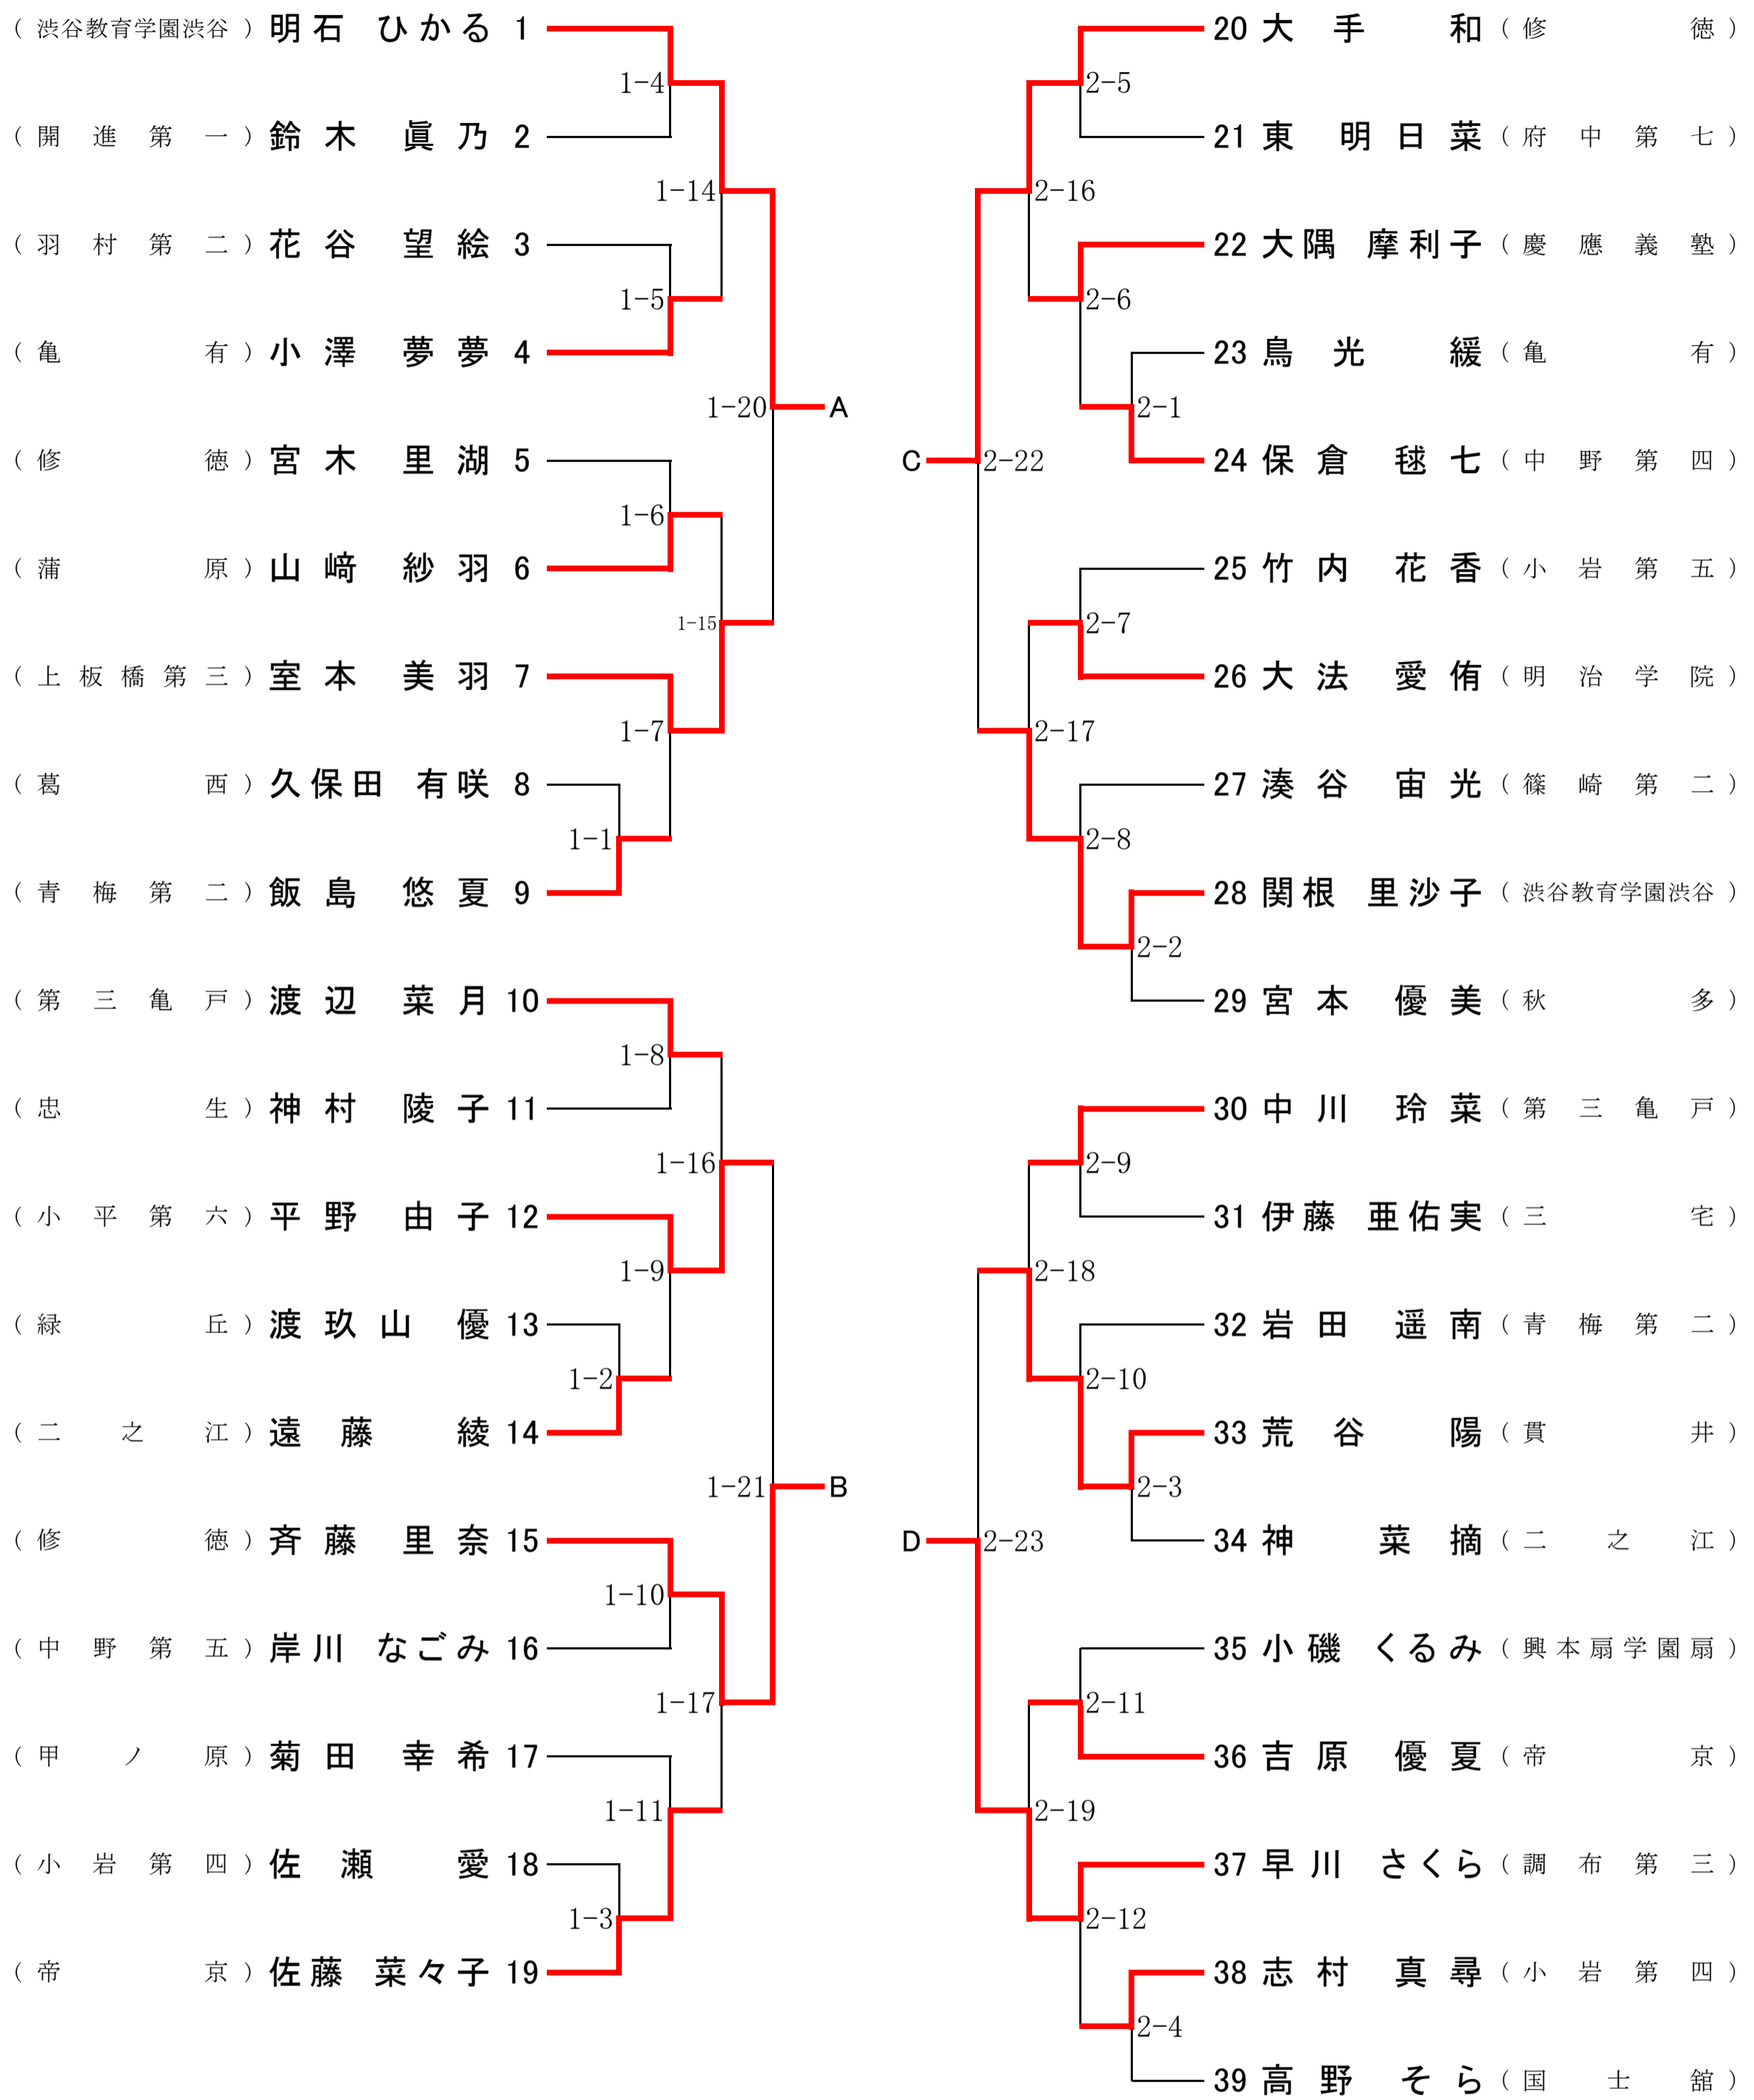 (渋谷教育学園渋谷) 明石 ひかる 1
1-4
(開進第一) 鈴木 眞乃 2
1-14
(羽村第二) 花谷 望絵 3
1-5
(亀有) 小澤 夢夢 4
1-20 A
(修徳) 宮木 里湖 5
1-6
(蒲原) 山﨑 紗羽 6
1-15
(上板橋第三) 室本 美羽 7
1-7
(葛西) 久保田 有咲 8
1-1
(青梅第二) 飯島 悠夏 9
(第三亀戸) 渡辺 菜月 10
1-8
(忠生) 神村 陵子 11
1-16
(小平第六) 平野 由子 12
1-9
(緑丘) 渡玖山 優 13
1-2
(二之江) 遠藤 綾 14
1-21 B
(修徳) 斉藤 里奈 15
1-10
(中野第五) 岸川 なごみ 16
1-17
(甲ノ原) 菊田 幸希 17
1-11
(小岩第四) 佐瀬 愛 18
1-3
(帝京) 佐藤 菜々子 19
20 大手 和 (修徳)
2-5
21 東 明日菜 (府中第七)
2-16
22 大隅 摩利子 (慶應義塾)
2-6
23 鳥光 緩 (亀有)
2-1
C 2-22
24 保倉 毬七 (中野第四)
25 竹内 花香 (小岩第五)
2-7
26 大法 愛侑 (明治学院)
2-17
27 湊谷 宙光 (篠崎第二)
2-8
28 関根 里沙子 (渋谷教育学園渋谷)
2-2
29 宮本 優美 (秋多)
30 中川 玲菜 (第三亀戸)
2-9
31 伊藤 亜佑実 (三宅)
2-18
32 岩田 遥南 (青梅第二)
2-10
33 荒谷 陽 (貫井)
2-3
34 神 菜摘 (二之江)
D 2-23
35 小磯 くるみ (興本扇学園扇)
2-11
36 吉原 優夏 (帝京)
2-19
37 早川 さくら (調布第三)
2-12
38 志村 真尋 (小岩第四)
2-4
39 高野 そら (国士舘)